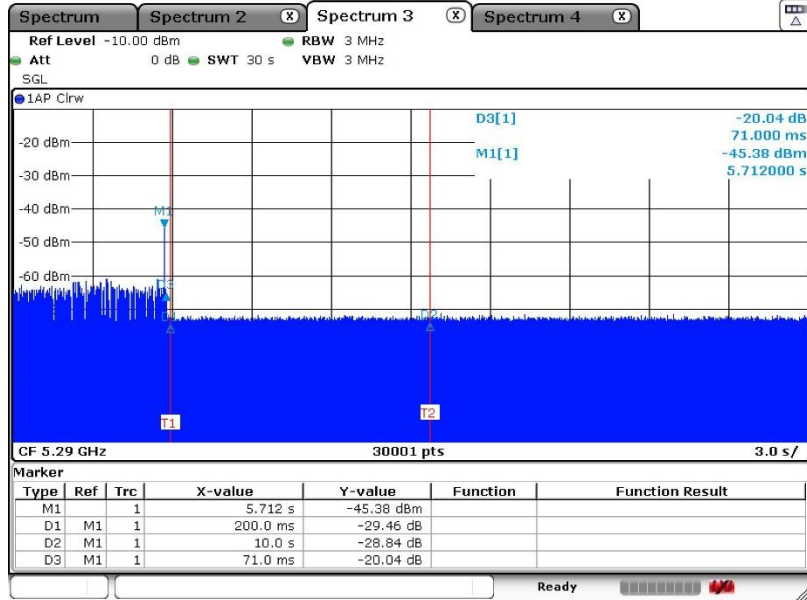 Spectrum Spectrum 2 X Spectrum 3 X Spectrum 4 X
Ref Level -10.00 dBm RBW 3 MHz
Att 0 dB SWT 30 s VBW 3 MHz
SGL
1AP Clrw
D3[1] -20.04 dB
71.000 ms
M1[1] -45.38 dBm
5.712000 s
-20 dBm
-30 dBm
-40 dBm
M1
-50 dBm
-60 dBm
D3
D1 D2
T1 T2
CF 5.29 GHz 30001 pts 3.0 s/
Marker
Type Ref Trc X-value Y-value Function Function Result
M1 1 5.712 s -45.38 dBm
D1 M1 1 200.0 ms -29.46 dB
D2 M1 1 10.0 s -28.84 dB
D3 M1 1 71.0 ms -20.04 dB
Ready